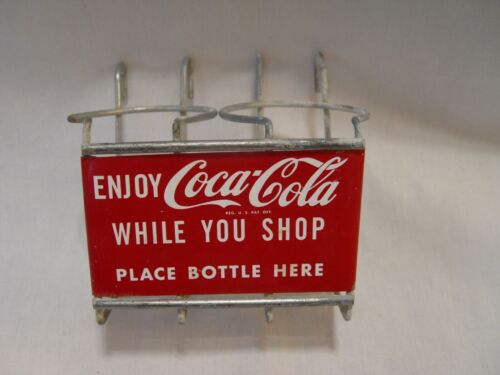 ENJOY Coca-Cola
REG. U.S. PAT. OFF.
WHILE YOU SHOP
PLACE BOTTLE HERE